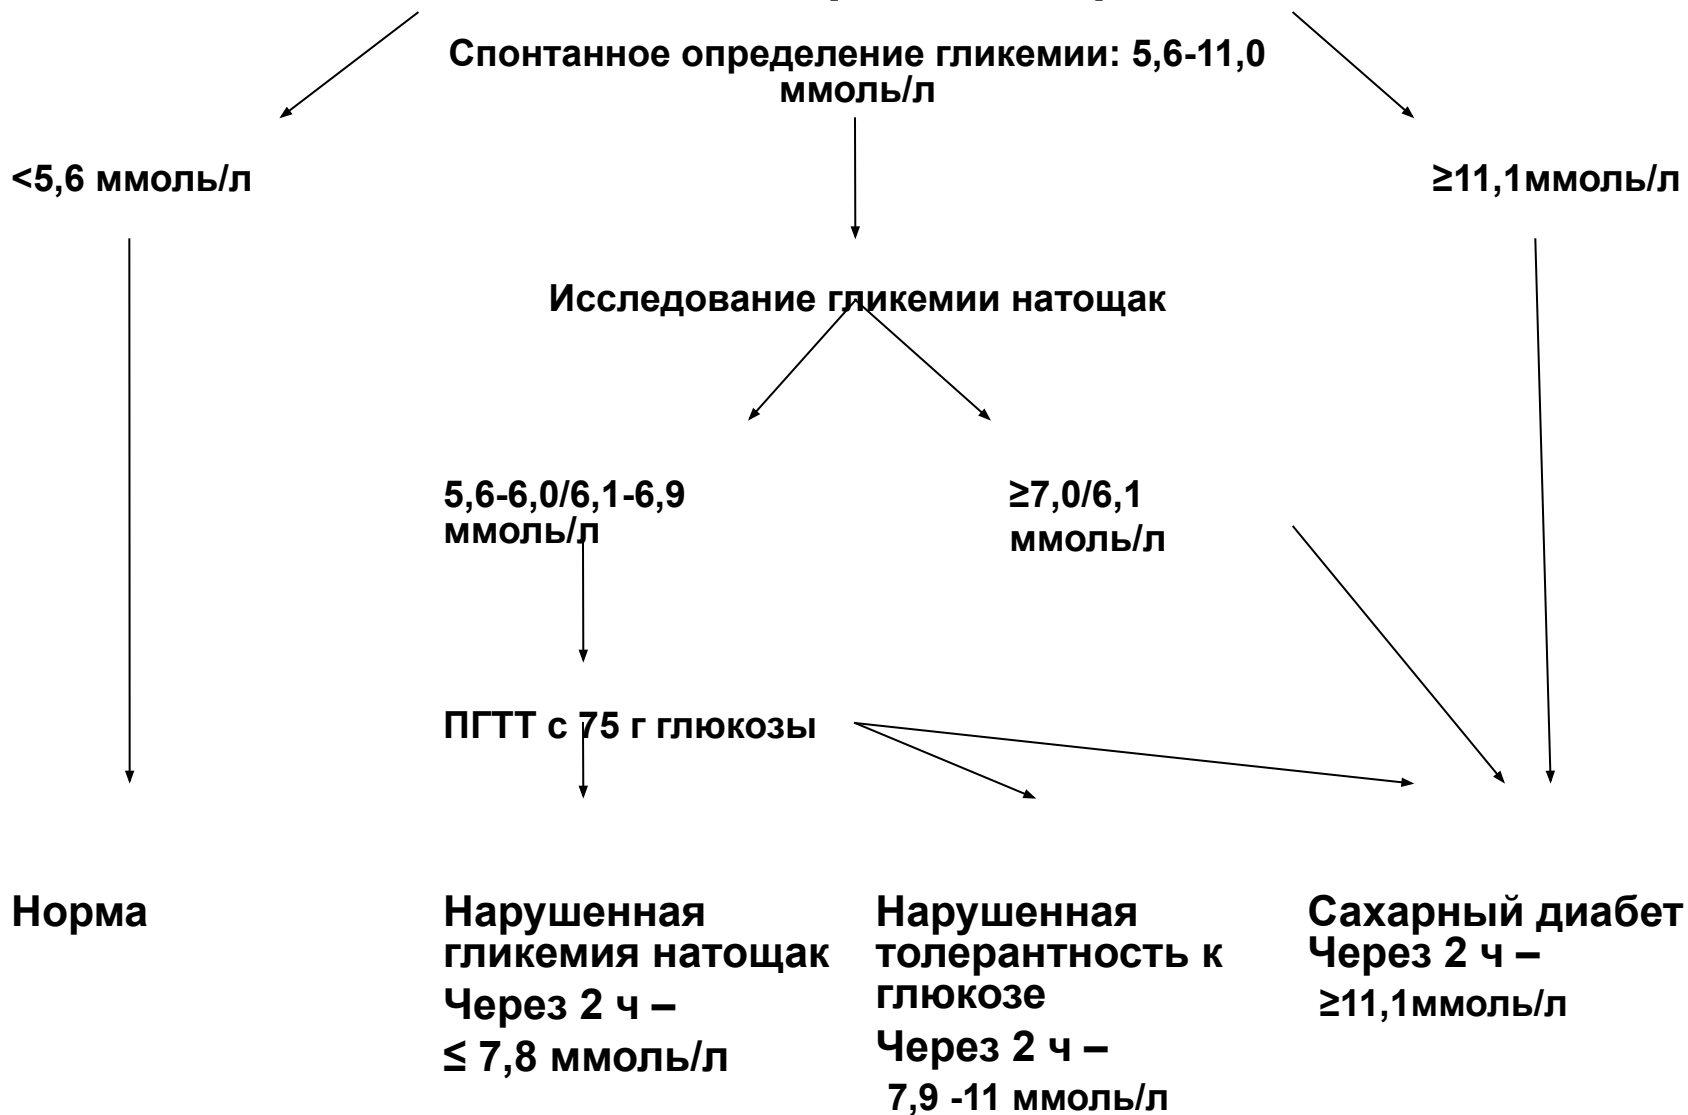 Спонтанное определение гликемии: 5,6-11,0
ммоль/л
<5,6 ммоль/л
≥11,1ммоль/л
Исследование гликемии натощак
5,6-6,0/6,1-6,9
ммоль/л
≥7,0/6,1
ммоль/л
ПГТТ с 75 г глюкозы
Норма
Нарушенная
гликемия натощак
Через 2 ч –
≤ 7,8 ммоль/л
Нарушенная
толерантность к
глюкозе
Через 2 ч –
7,9 -11 ммоль/л
Сахарный диабет
Через 2 ч –
≥11,1ммоль/л